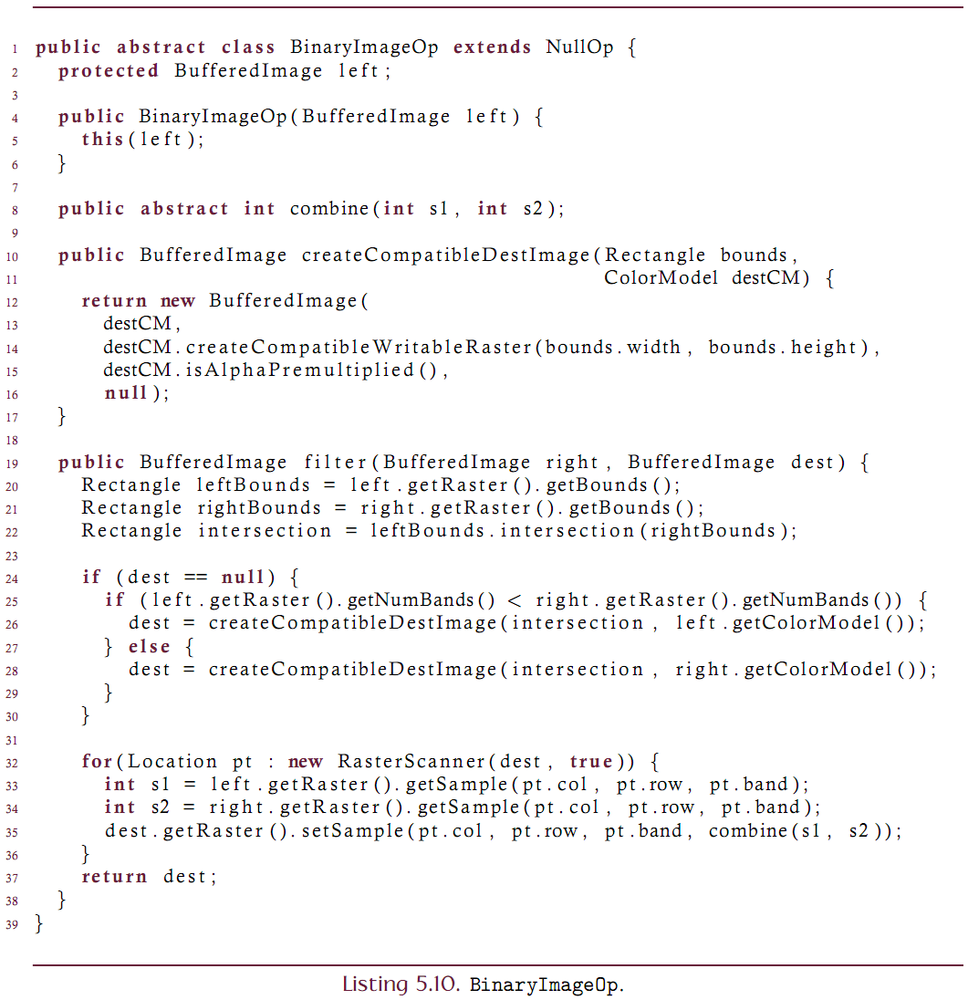 1 public abstract class BinaryImageOp extends NullOp {
2 protected BufferedImage left;
3
4 public BinaryImageOp(BufferedImage left) {
5 this(left);
6 }
7
8 public abstract int combine(int s1, int s2);
9
10 public BufferedImage createCompatibleDestImage(Rectangle bounds,
11 ColorModel destCM) {
12 return new BufferedImage(
13 destCM,
14 destCM.createCompatibleWritableRaster(bounds.width, bounds.height),
15 destCM.isAlphaPremultiplied(),
16 null);
17 }
18
19 public BufferedImage filter(BufferedImage right, BufferedImage dest) {
20 Rectangle leftBounds = left.getRaster().getBounds();
21 Rectangle rightBounds = right.getRaster().getBounds();
22 Rectangle intersection = leftBounds.intersection(rightBounds);
23
24 if (dest == null) {
25 if (left.getRaster().getNumBands() < right.getRaster().getNumBands()) {
26 dest = createCompatibleDestImage(intersection, left.getColorModel());
27 } else {
28 dest = createCompatibleDestImage(intersection, right.getColorModel());
29 }
30 }
31
32 for(Location pt : new RasterScanner(dest, true)) {
33 int s1 = left.getRaster().getSample(pt.col, pt.row, pt.band);
34 int s2 = right.getRaster().getSample(pt.col, pt.row, pt.band);
35 dest.getRaster().setSample(pt.col, pt.row, pt.band, combine(s1, s2));
36 }
37 return dest;
38 }
39 }
Listing 5.10. BinaryImageOp.